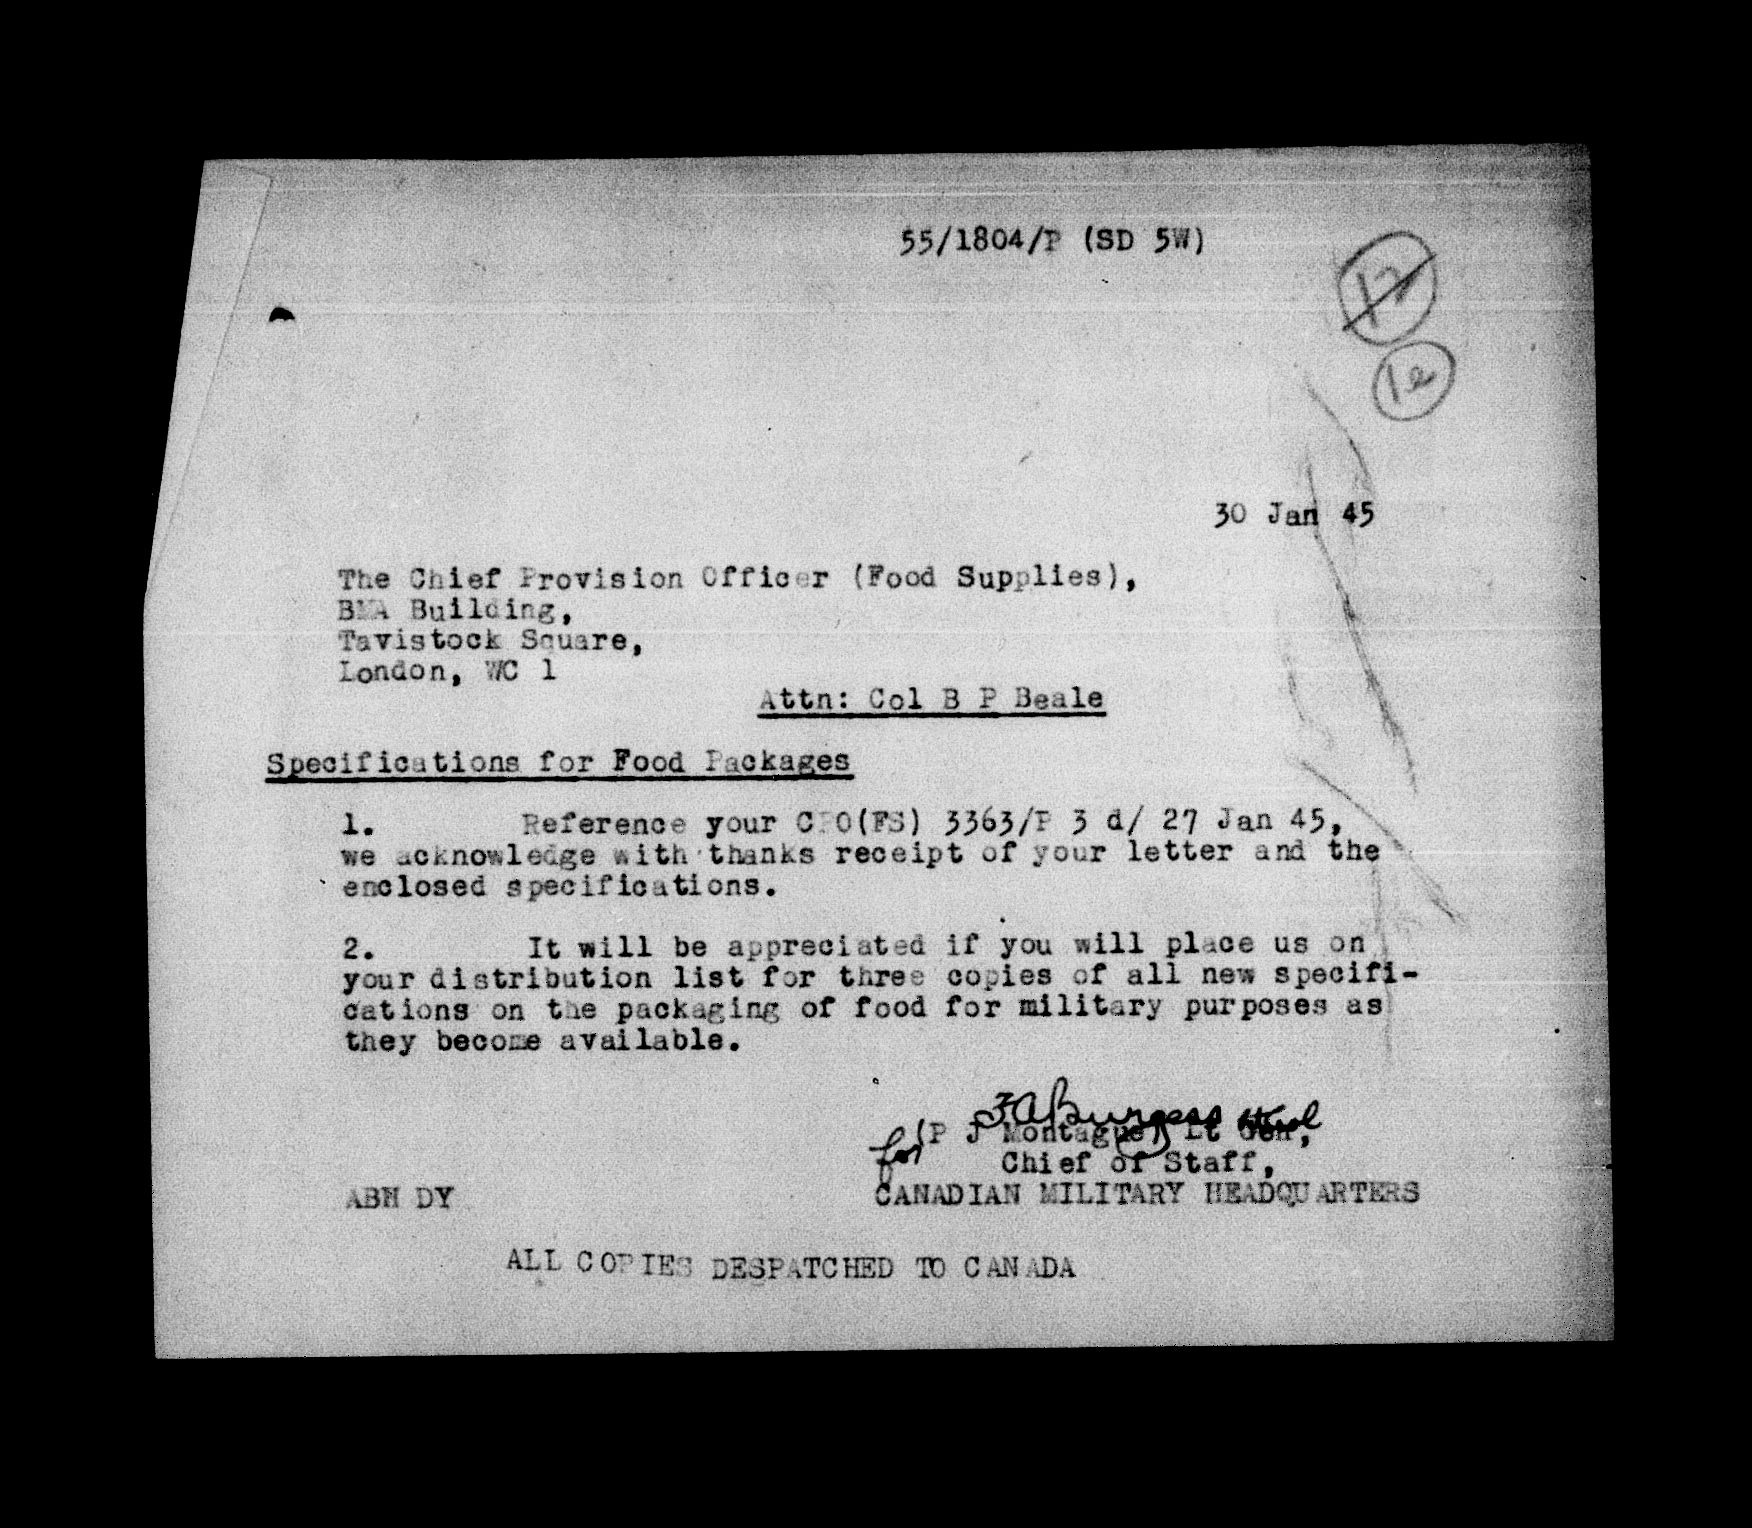 55/1804/P (SD 5W)
12
1e
30 Jan 45
The Chief Provision Officer (Food Supplies),
BMA Building,
Tavistock Square,
London, WC 1
Attn: Col B P Beale
Specifications for Food Packages
1. Reference your CPO(FS) 3363/P 3 d/ 27 Jan 45,
we acknowledge with thanks receipt of your letter and the
enclosed specifications.
2. It will be appreciated if you will place us on
your distribution list for three copies of all new specifi-
cations on the packaging of food for military purposes as
they become available.
Burgess
for (P J Montague) Lt Gen,
Chief of Staff,
ABH DY CANADIAN MILITARY HEADQUARTERS
ALL COPIES DESPATCHED TO CANADA